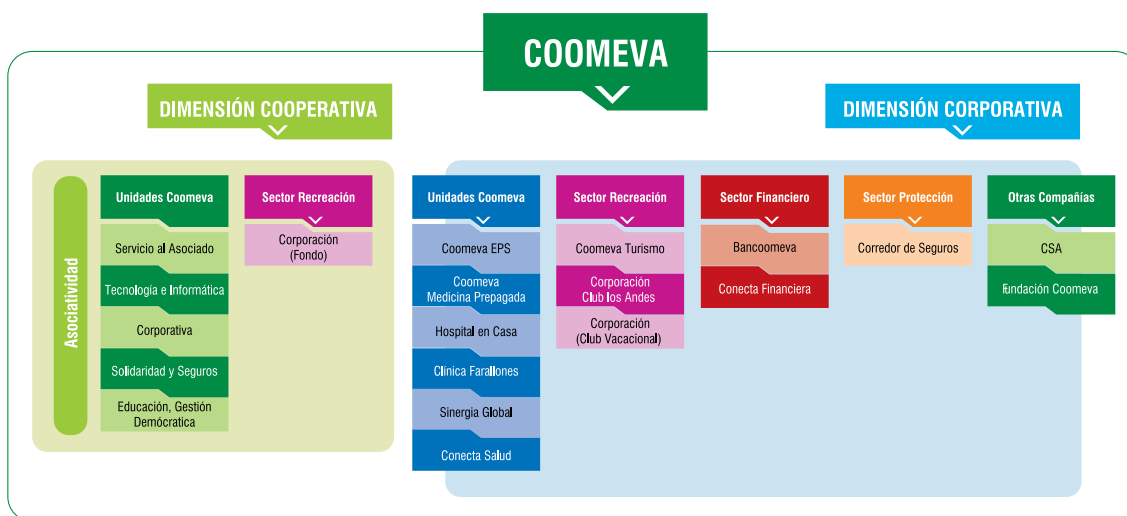 COOMEVA
DIMENSIÓN COOPERATIVA
DIMENSIÓN CORPORATIVA
Asociatividad
Unidades Coomeva
Servicio al Asociado
Tecnología e Informática
Corporativa
Solidaridad y Seguros
Educación, Gestión
Demócratica
Sector Recreación
Corporación
(Fondo)
Unidades Coomeva
Coomeva EPS
Coomeva
Medicina Prepagada
Hospital en Casa
Clínica Farallones
Sinergia Global
Conecta Salud
Sector Recreación
Coomeva Turismo
Corporación
Club los Andes
Corporación
(Club Vacacional)
Sector Financiero
Bancoomeva
Conecta Financiera
Sector Protección
Corredor de Seguros
Otras Compañías
CSA
Fundación Coomeva